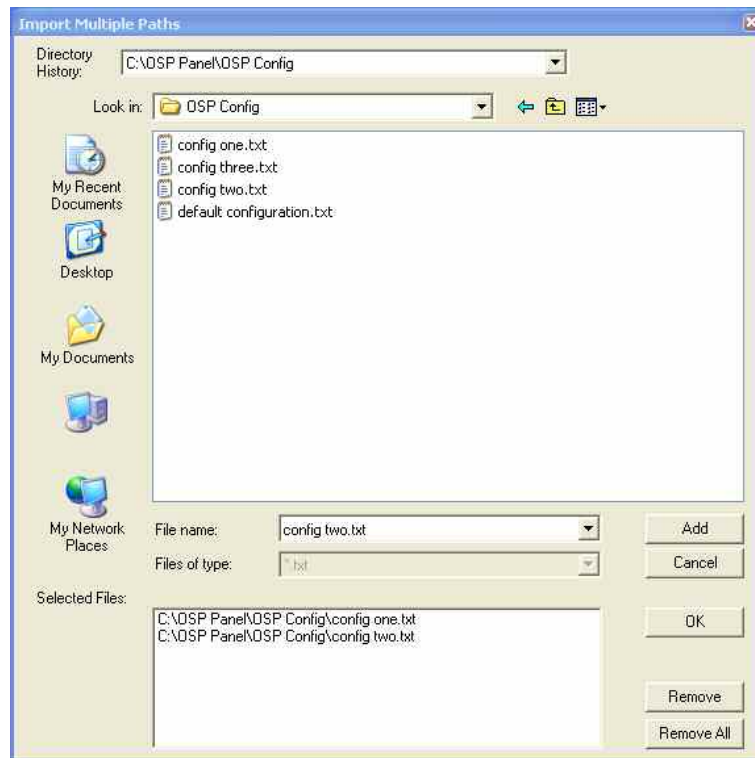 Import Multiple Paths
Directory
History:
C:\OSP Panel\OSP Config
Look in:
OSP Config
My Recent
Documents
Desktop
My Documents
My Network
Places
config one.txt
config three.txt
config two.txt
default configuration.txt
File name:
config two.txt
Add
Files of type:
*.txt
Cancel
Selected Files:
C:\OSP Panel\OSP Config\config one.txt
C:\OSP Panel\OSP Config\config two.txt
OK
Remove
Remove All